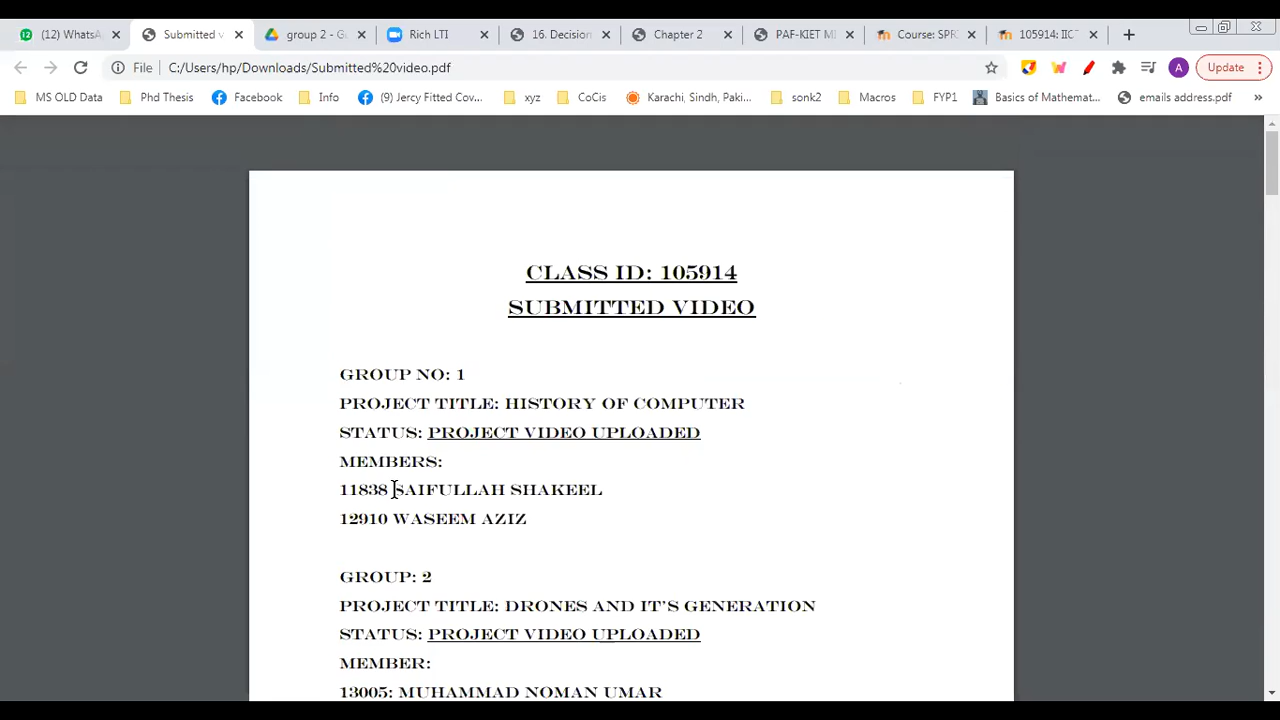 (12) WhatsA
Submitted v
group 2 - G
Rich LTI
16. Decision
Chapter 2
PAF-KIET MI
Course: SPR
105914: IICT
File C:/Users/hp/Downloads/Submitted%20video.pdf
A
Update
MS OLD Data
Phd Thesis
Facebook
Info
(9) Jercy Fitted Cov...
xyz
CoCis
Karachi, Sindh, Paki...
sonk2
Macros
FYP1
Basics of Mathemat...
emails address.pdf
»
CLASS ID: 105914
SUBMITTED VIDEO
GROUP NO: 1
PROJECT TITLE: HISTORY OF COMPUTER
STATUS: PROJECT VIDEO UPLOADED
MEMBERS:
11838 SAIFULLAH SHAKEEL
12910 WASEEM AZIZ
GROUP: 2
PROJECT TITLE: DRONES AND IT'S GENERATION
STATUS: PROJECT VIDEO UPLOADED
MEMBER:
13005: MUHAMMAD NOMAN UMAR